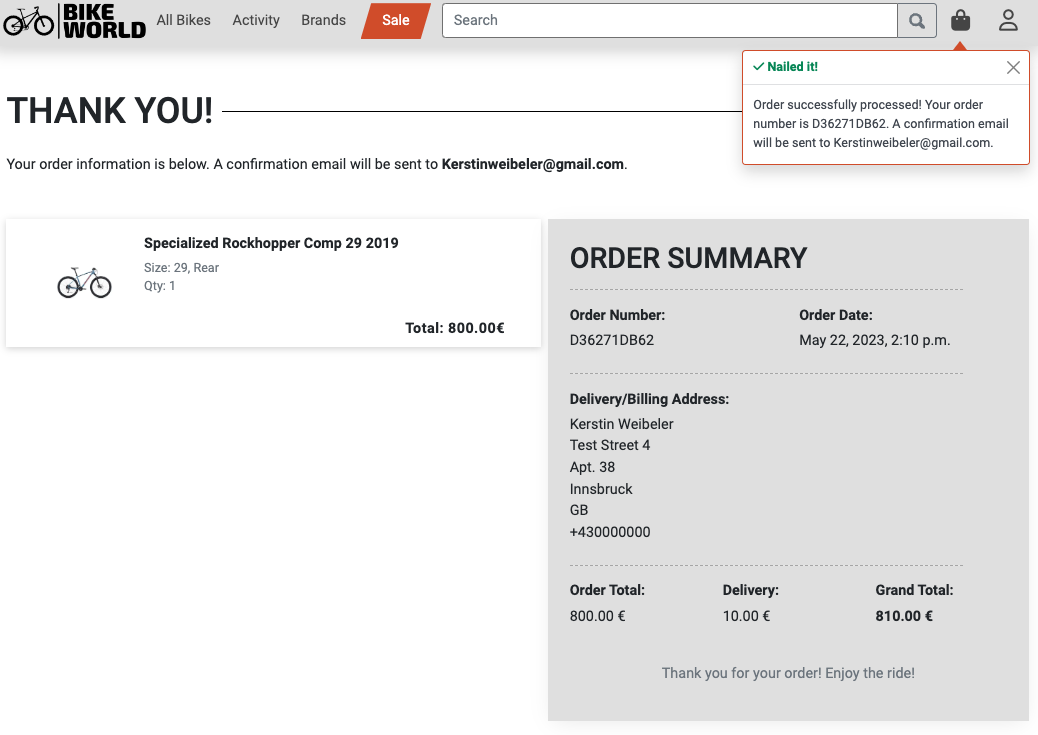 BIKE
WORLD
All Bikes
Activity
Brands
Sale
Search
Nailed it!
Order successfully processed! Your order
number is D36271DB62. A confirmation email
will be sent to Kerstinweibeler@gmail.com.
THANK YOU!
Your order information is below. A confirmation email will be sent to Kerstinweibeler@gmail.com.
Specialized Rockhopper Comp 29 2019
Size: 29, Rear
Qty: 1
Total: 800.00€
ORDER SUMMARY
Order Number:
D36271DB62
Order Date:
May 22, 2023, 2:10 p.m.
Delivery/Billing Address:
Kerstin Weibeler
Test Street 4
Apt. 38
Innsbruck
GB
+430000000
Order Total:
800.00 €
Delivery:
10.00 €
Grand Total:
810.00 €
Thank you for your order! Enjoy the ride!